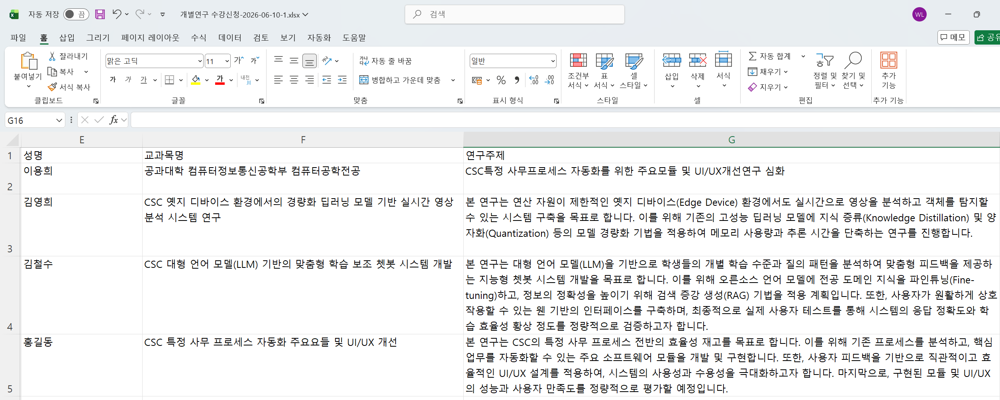 자동 저장 끔 개별연구 수강신청-2026-06-10-1.xlsx 검색 WL
파일 홈 삽입 그리기 페이지 레이아웃 수식 데이터 검토 보기 자동화 도움말 메모 공유
붙여넣기 잘라내기 복사 서식 복사 클립보드
맑은 고딕 11 가 가 가 가 가 가 내천 川 글꼴
가나 다 자동 줄 바꿈 병합하고 가운데 맞춤 맞춤
일반 % 표시 형식
조건부 서식 표 서식 셀 스타일 스타일
삽입 삭제 서식 셀
자동 합계 채우기 지우기 정렬 및 필터 찾기 및 선택 편집
추가 기능 추가 기능
G16 fx
E F G
1 성명 교과목명 연구주제
2 이용희 공과대학 컴퓨터정보통신공학부 컴퓨터공학전공 CSC특정 사무프로세스 자동화를 위한 주요모듈 및 UI/UX개선연구 심화
3 김영희 CSC 엣지 디바이스 환경에서의 경량화 딥러닝 모델 기반 실시간 영상
분석 시스템 연구
본 연구는 연산 자원이 제한적인 엣지 디바이스(Edge Device) 환경에서도 실시간으로 영상을 분석하고 객체를 탐지할
수 있는 시스템 구축을 목표로 합니다. 이를 위해 기존의 고성능 딥러닝 모델에 지식 증류(Knowledge Distillation) 및 양
자화(Quantization) 등의 모델 경량화 기법을 적용하여 메모리 사용량과 추론 시간을 단축하는 연구를 진행합니다.
4 김철수 CSC 대형 언어 모델(LLM) 기반의 맞춤형 학습 보조 쳇봇 시스템 개발
본 연구는 대형 언어 모델(LLM)을 기반으로 학생들의 개별 학습 수준과 질의 패턴을 분석하여 맞춤형 피드백을 제공하
는 지능형 쳇봇 시스템 개발을 목표로 합니다. 이를 위해 오른소스 언어 모델에 전공 도메인 지식을 파인튜닝(Fine-
tuning)하고, 정보의 정확성을 높이기 위해 검색 증강 생성(RAG) 기법을 적용 계획입니다. 또한, 사용자가 원활하게 상호
작용할 수 있는 웬 기반의 인터페이스를 구축하며, 최종적으로 실제 사용자 테스트를 통해 시스템의 응답 정확도와 학
습 효율성 황상 정도를 정량적으로 검증하고자 합니다.
5 홍길동 CSC 특정 사무 프로세스 자동화 주요요들 및 UI/UX 개선
본 연구는 CSC의 특정 사무 프로세스 전반의 효율성 재고를 목표로 합니다. 이를 위해 기존 프로세스를 분석하고, 핵심
업무를 자동화할 수 있는 주요 소프트웨어 모듈을 개발 및 구현합니다. 또한, 사용자 피드백을 기반으로 직관적이고 효
율적인 UI/UX 설계를 적용하여, 시스템의 사용성과 수용성을 극대화하고자 합니다. 마지막으로, 구현된 모듈 및 UI/UX
의 성능과 사용자 만족도를 정량적으로 평가할 예정입니다.